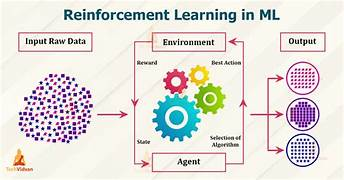 Reinforcement Learning in ML
Input Raw Data
Environment
Output
Reward
Best Action
State
Selection of
Algorithm
Agent
TechVidvan